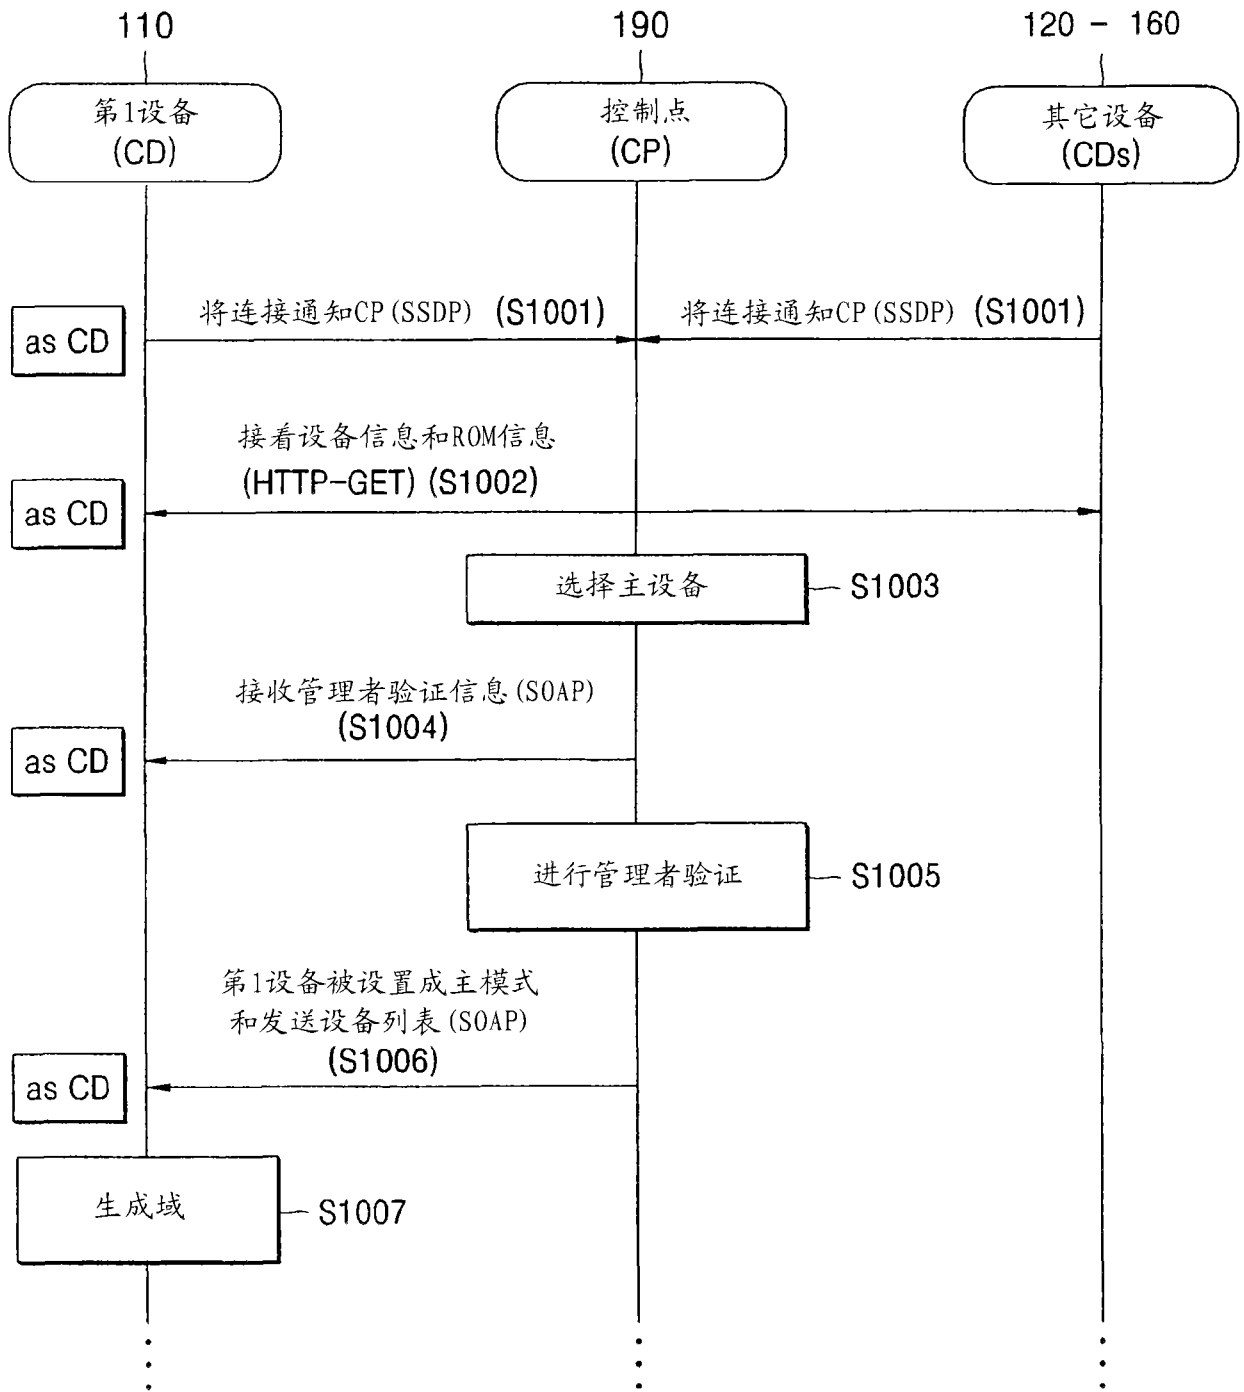 110
190
120 - 160
第1设备
(CD)
控制点
(CP)
其它设备
(CDs)
将连接通知CP(SSDP) (S1001)
将连接通知CP(SSDP) (S1001)
as CD
接看设备信息和ROM信息
(HTTP-GET) (S1002)
as CD
选择主设备
S1003
接收管理者验证信息(SOAP)
(S1004)
as CD
进行管理者验证
S1005
第1设备被设置成主模式
和发送设备列表(SOAP)
(S1006)
as CD
生成域
S1007